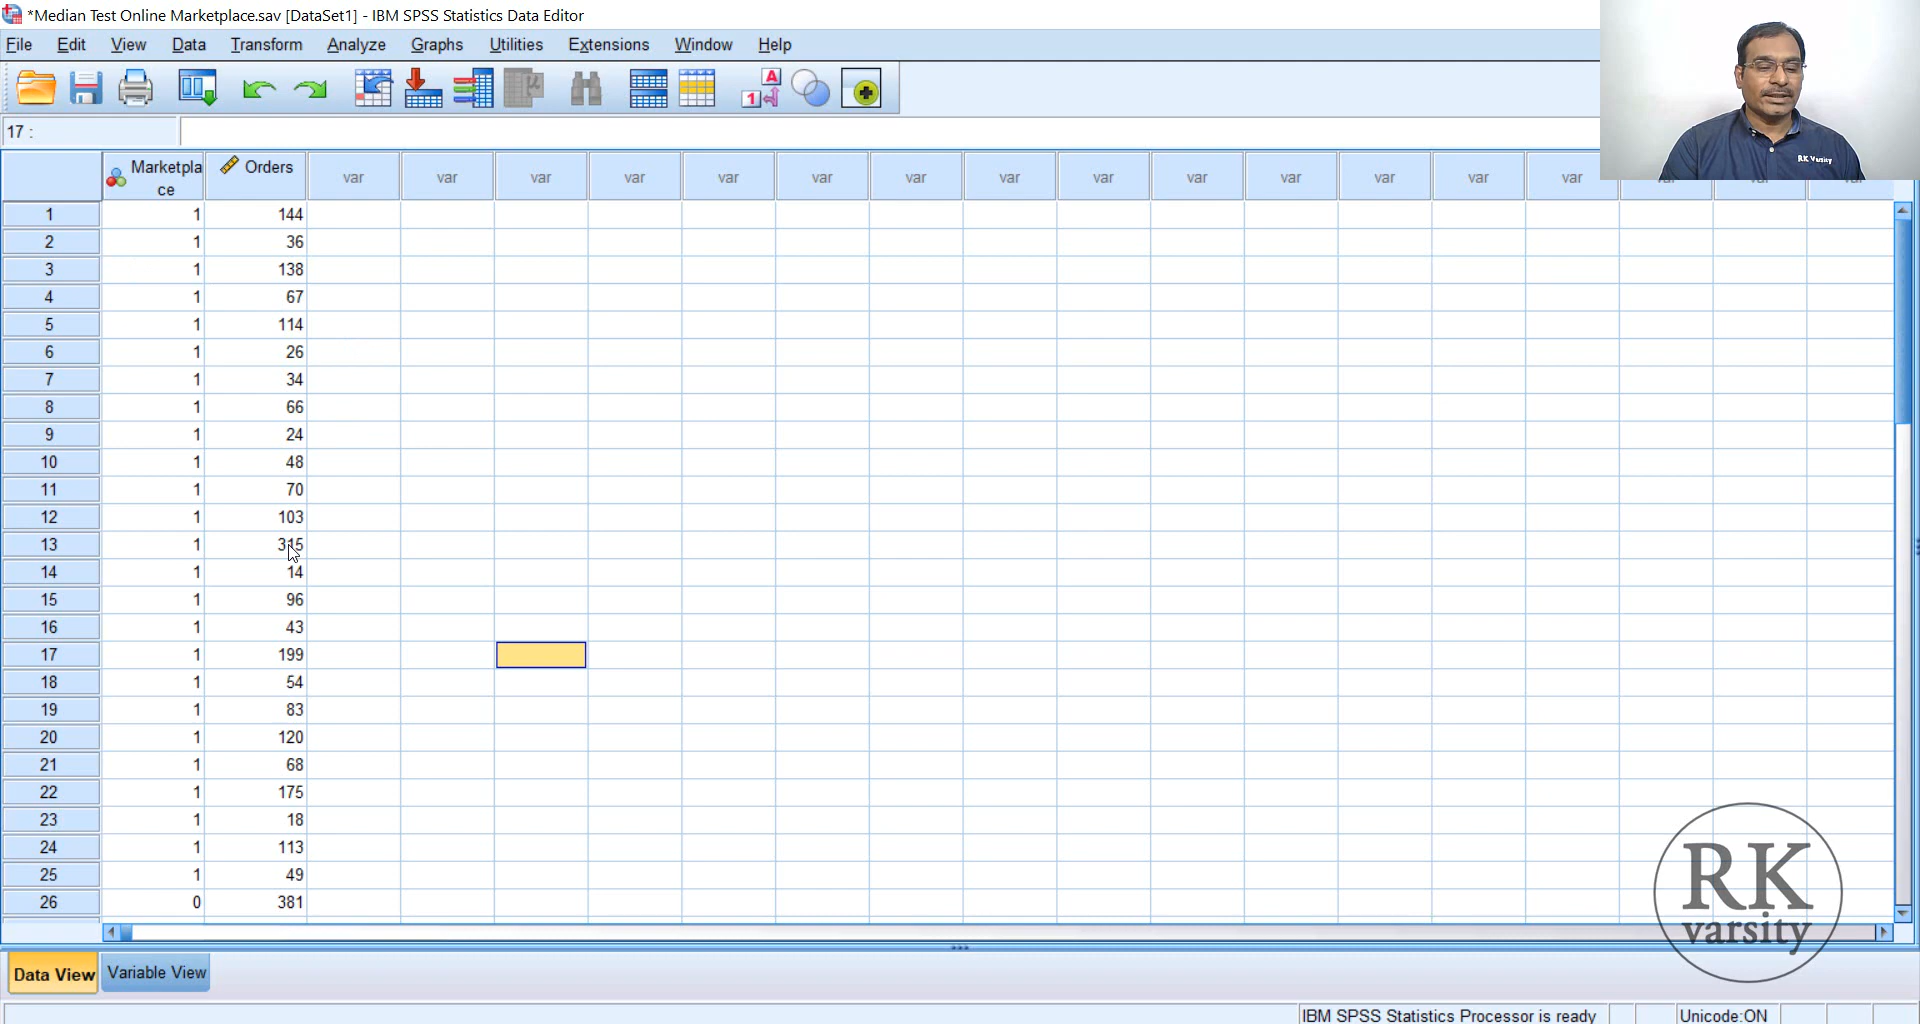 *Median Test Online Marketplace.sav [DataSet1] - IBM SPSS Statistics Data Editor
File Edit View Data Transform Analyze Graphs Utilities Extensions Window Help
17 :
Marketpla
ce Orders var var var var var var var var var var var var var var
1 1 144
2 1 36
3 1 138
4 1 67
5 1 114
6 1 26
7 1 34
8 1 66
9 1 24
10 1 48
11 1 70
12 1 103
13 1 315
14 1 14
15 1 96
16 1 43
17 1 199
18 1 54
19 1 83
20 1 120
21 1 68
22 1 175
23 1 18
24 1 113
25 1 49
26 0 381
Data View Variable View
IBM SPSS Statistics Processor is ready Unicode:ON
RK Varsity
RK
varsity